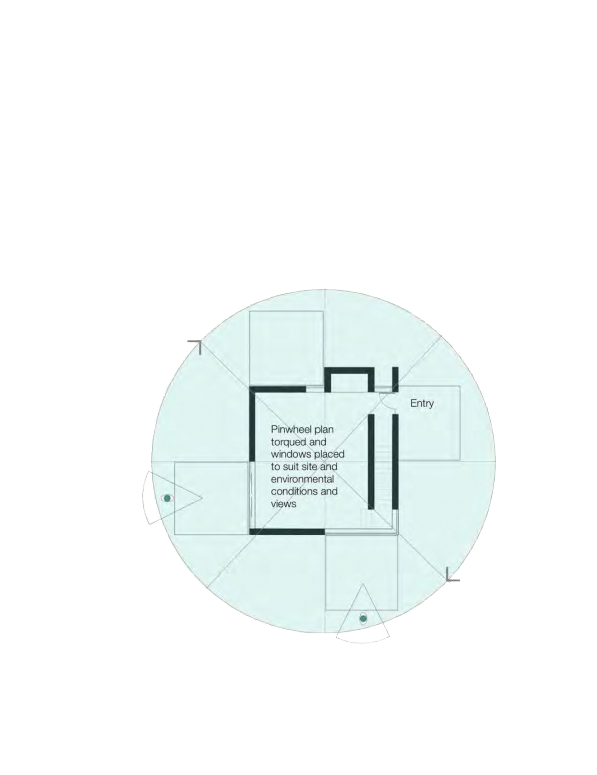 Entry
Pinwheel plan
torqued and
windows placed
to suit site and
environmental
conditions and
views